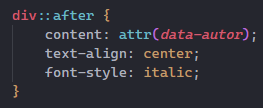 div::after {
    content: attr(data-autor);
    text-align: center;
    font-style: italic;
}